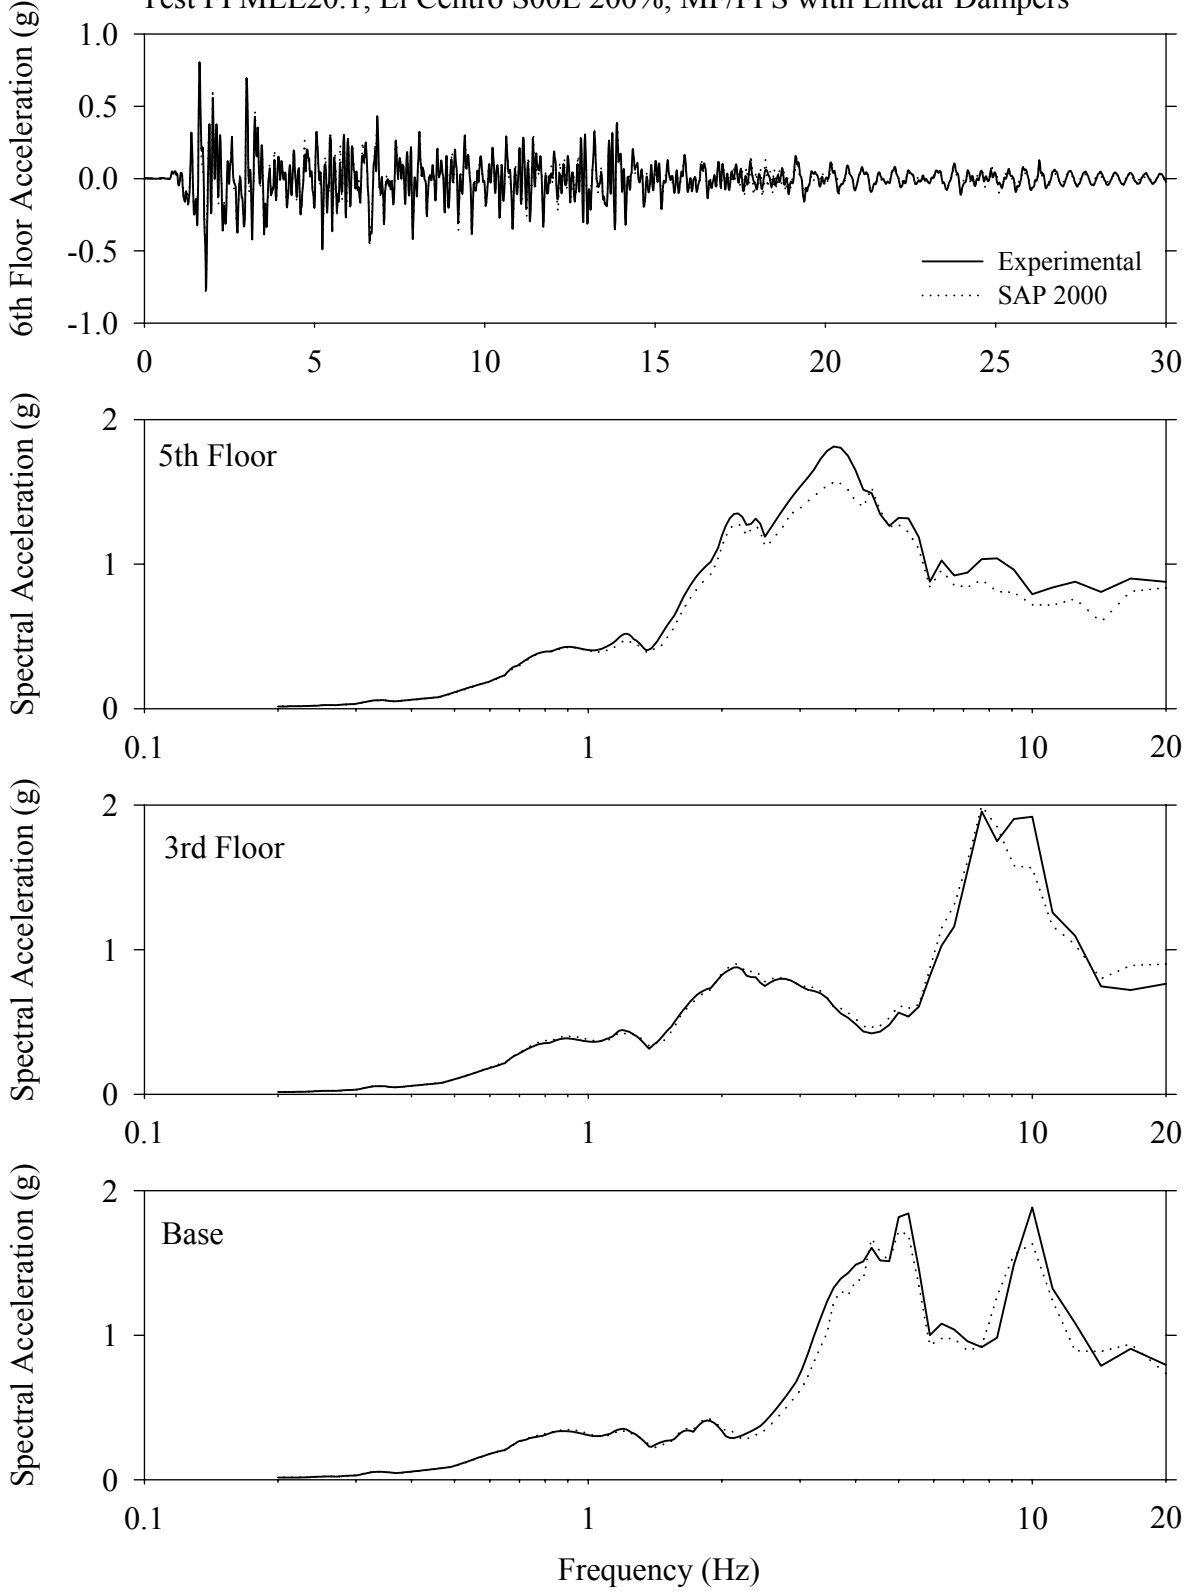 Test FPMLE20.1, El Centro S00E 200%, MF/FPS with Linear Dampers
6th Floor Acceleration (g)
1.0
0.5
0.0
-0.5
-1.0
Experimental
SAP 2000
0 5 10 15 20 25 30
Spectral Acceleration (g)
2
1
0
5th Floor
0.1 1 10 20
Spectral Acceleration (g)
2
1
0
3rd Floor
0.1 1 10 20
Spectral Acceleration (g)
2
1
0
Base
0.1 1 10 20
Frequency (Hz)